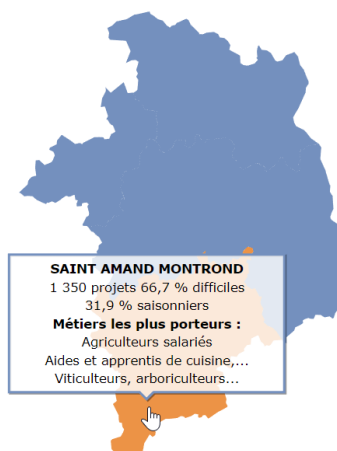 SAINT AMAND MONTROND
1 350 projets 66,7 % difficiles
31,9 % saisonniers
Métiers les plus porteurs :
Agriculteurs salariés
Aides et apprentis de cuisine,...
Viticulteurs, arboriculteurs...